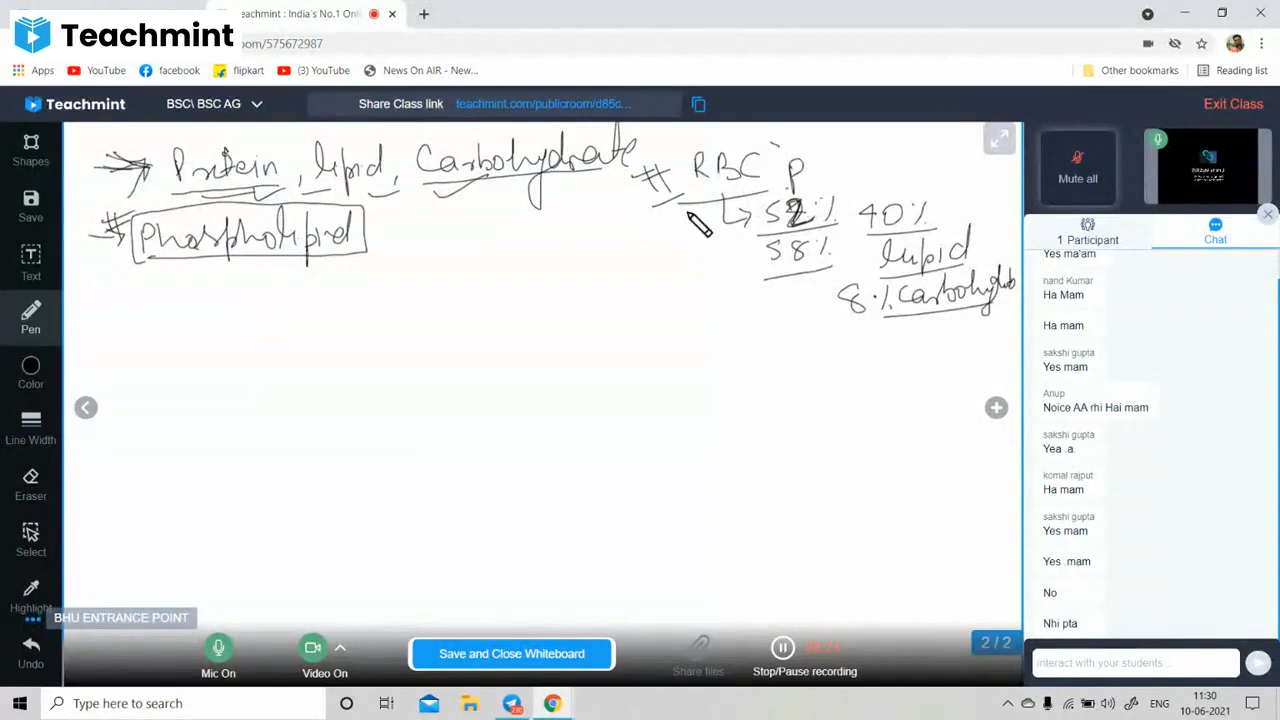 Teachmint
eachmint : India's No.1 Onl
oom/575672987
Apps YouTube facebook flipkart (3) YouTube News On AIR - New... Other bookmarks Reading list
Teachmint BSC\ BSC AG Share Class link teachmint.com/publicroom/d85c... Exit Class
Shapes
Save
Text
Pen
Color
Line Width
Eraser
Select
Highlight
Undo
→ Protein, lipid, Carbohydrate
# Phospholipid
# RBC P
52% 40%
58% lipid
8% Carbohydrate
BHU ENTRANCE POINT
Mic On
Video On
Save and Close Whiteboard
Share files
Stop/Pause recording
2/2
Mute all
1 Participant Chat
Yes ma'am
nand Kumar
Ha Mam
Ha mam
sakshi gupta
Yes mam
Anup
Noice AA rhi Hai mam
sakshi gupta
Yea .a.
komal rajput
Ha mam
sakshi gupta
Yes mam
Yes .mam
No
Nhi pta
Interact with your students...
Type here to search
ENG
11:30
10-06-2021